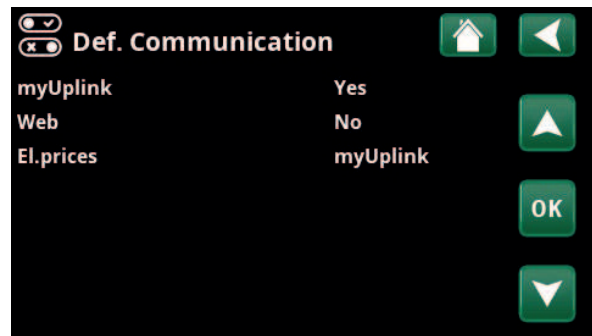 Def. Communication
myUplink Yes
Web No
El.prices myUplink
OK